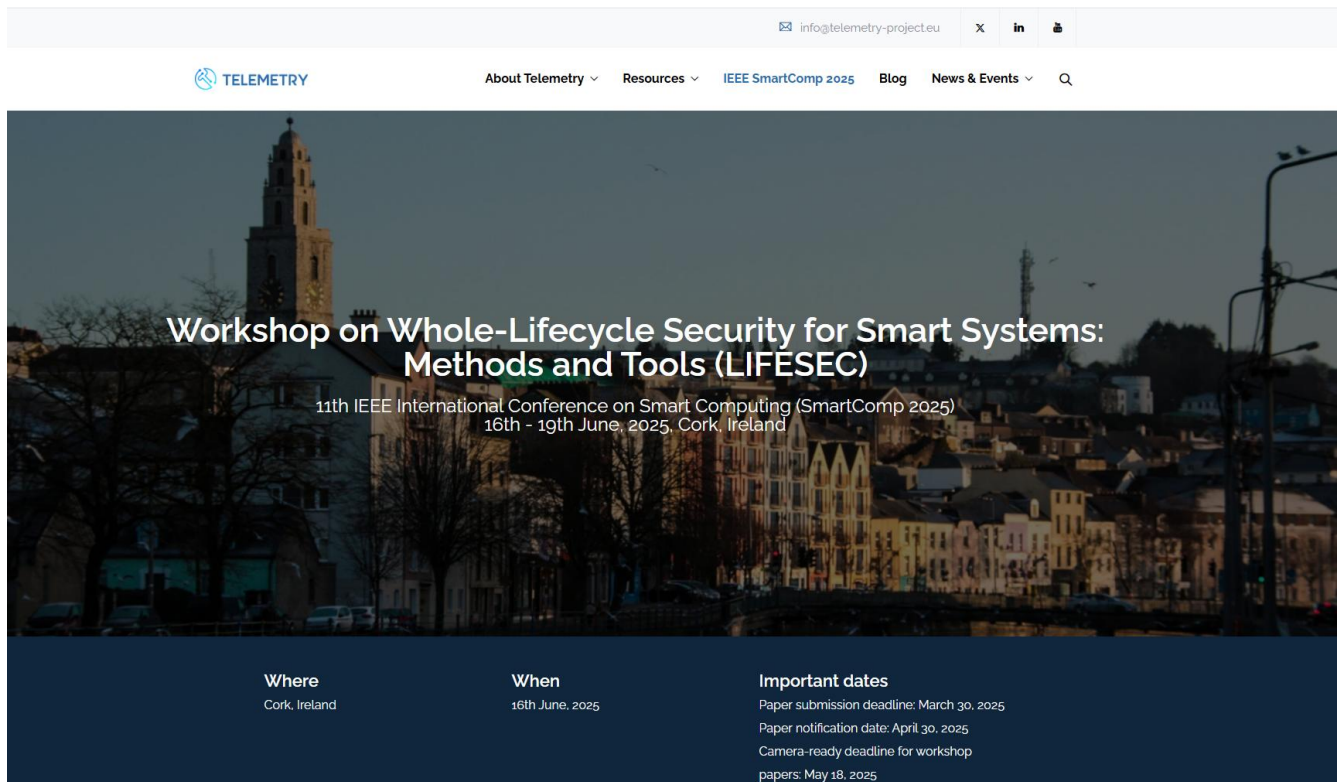 info@telemetry-project.eu
TELEMETRY
About Telemetry
Resources
IEEE SmartComp 2025
Blog
News & Events
Workshop on Whole-Lifecycle Security for Smart Systems:
Methods and Tools (LIFESEC)
11th IEEE International Conference on Smart Computing (SmartComp 2025)
16th - 19th June, 2025, Cork, Ireland
Where
Cork, Ireland
When
16th June, 2025
Important dates
Paper submission deadline: March 30, 2025
Paper notification date: April 30, 2025
Camera-ready deadline for workshop
papers: May 18, 2025